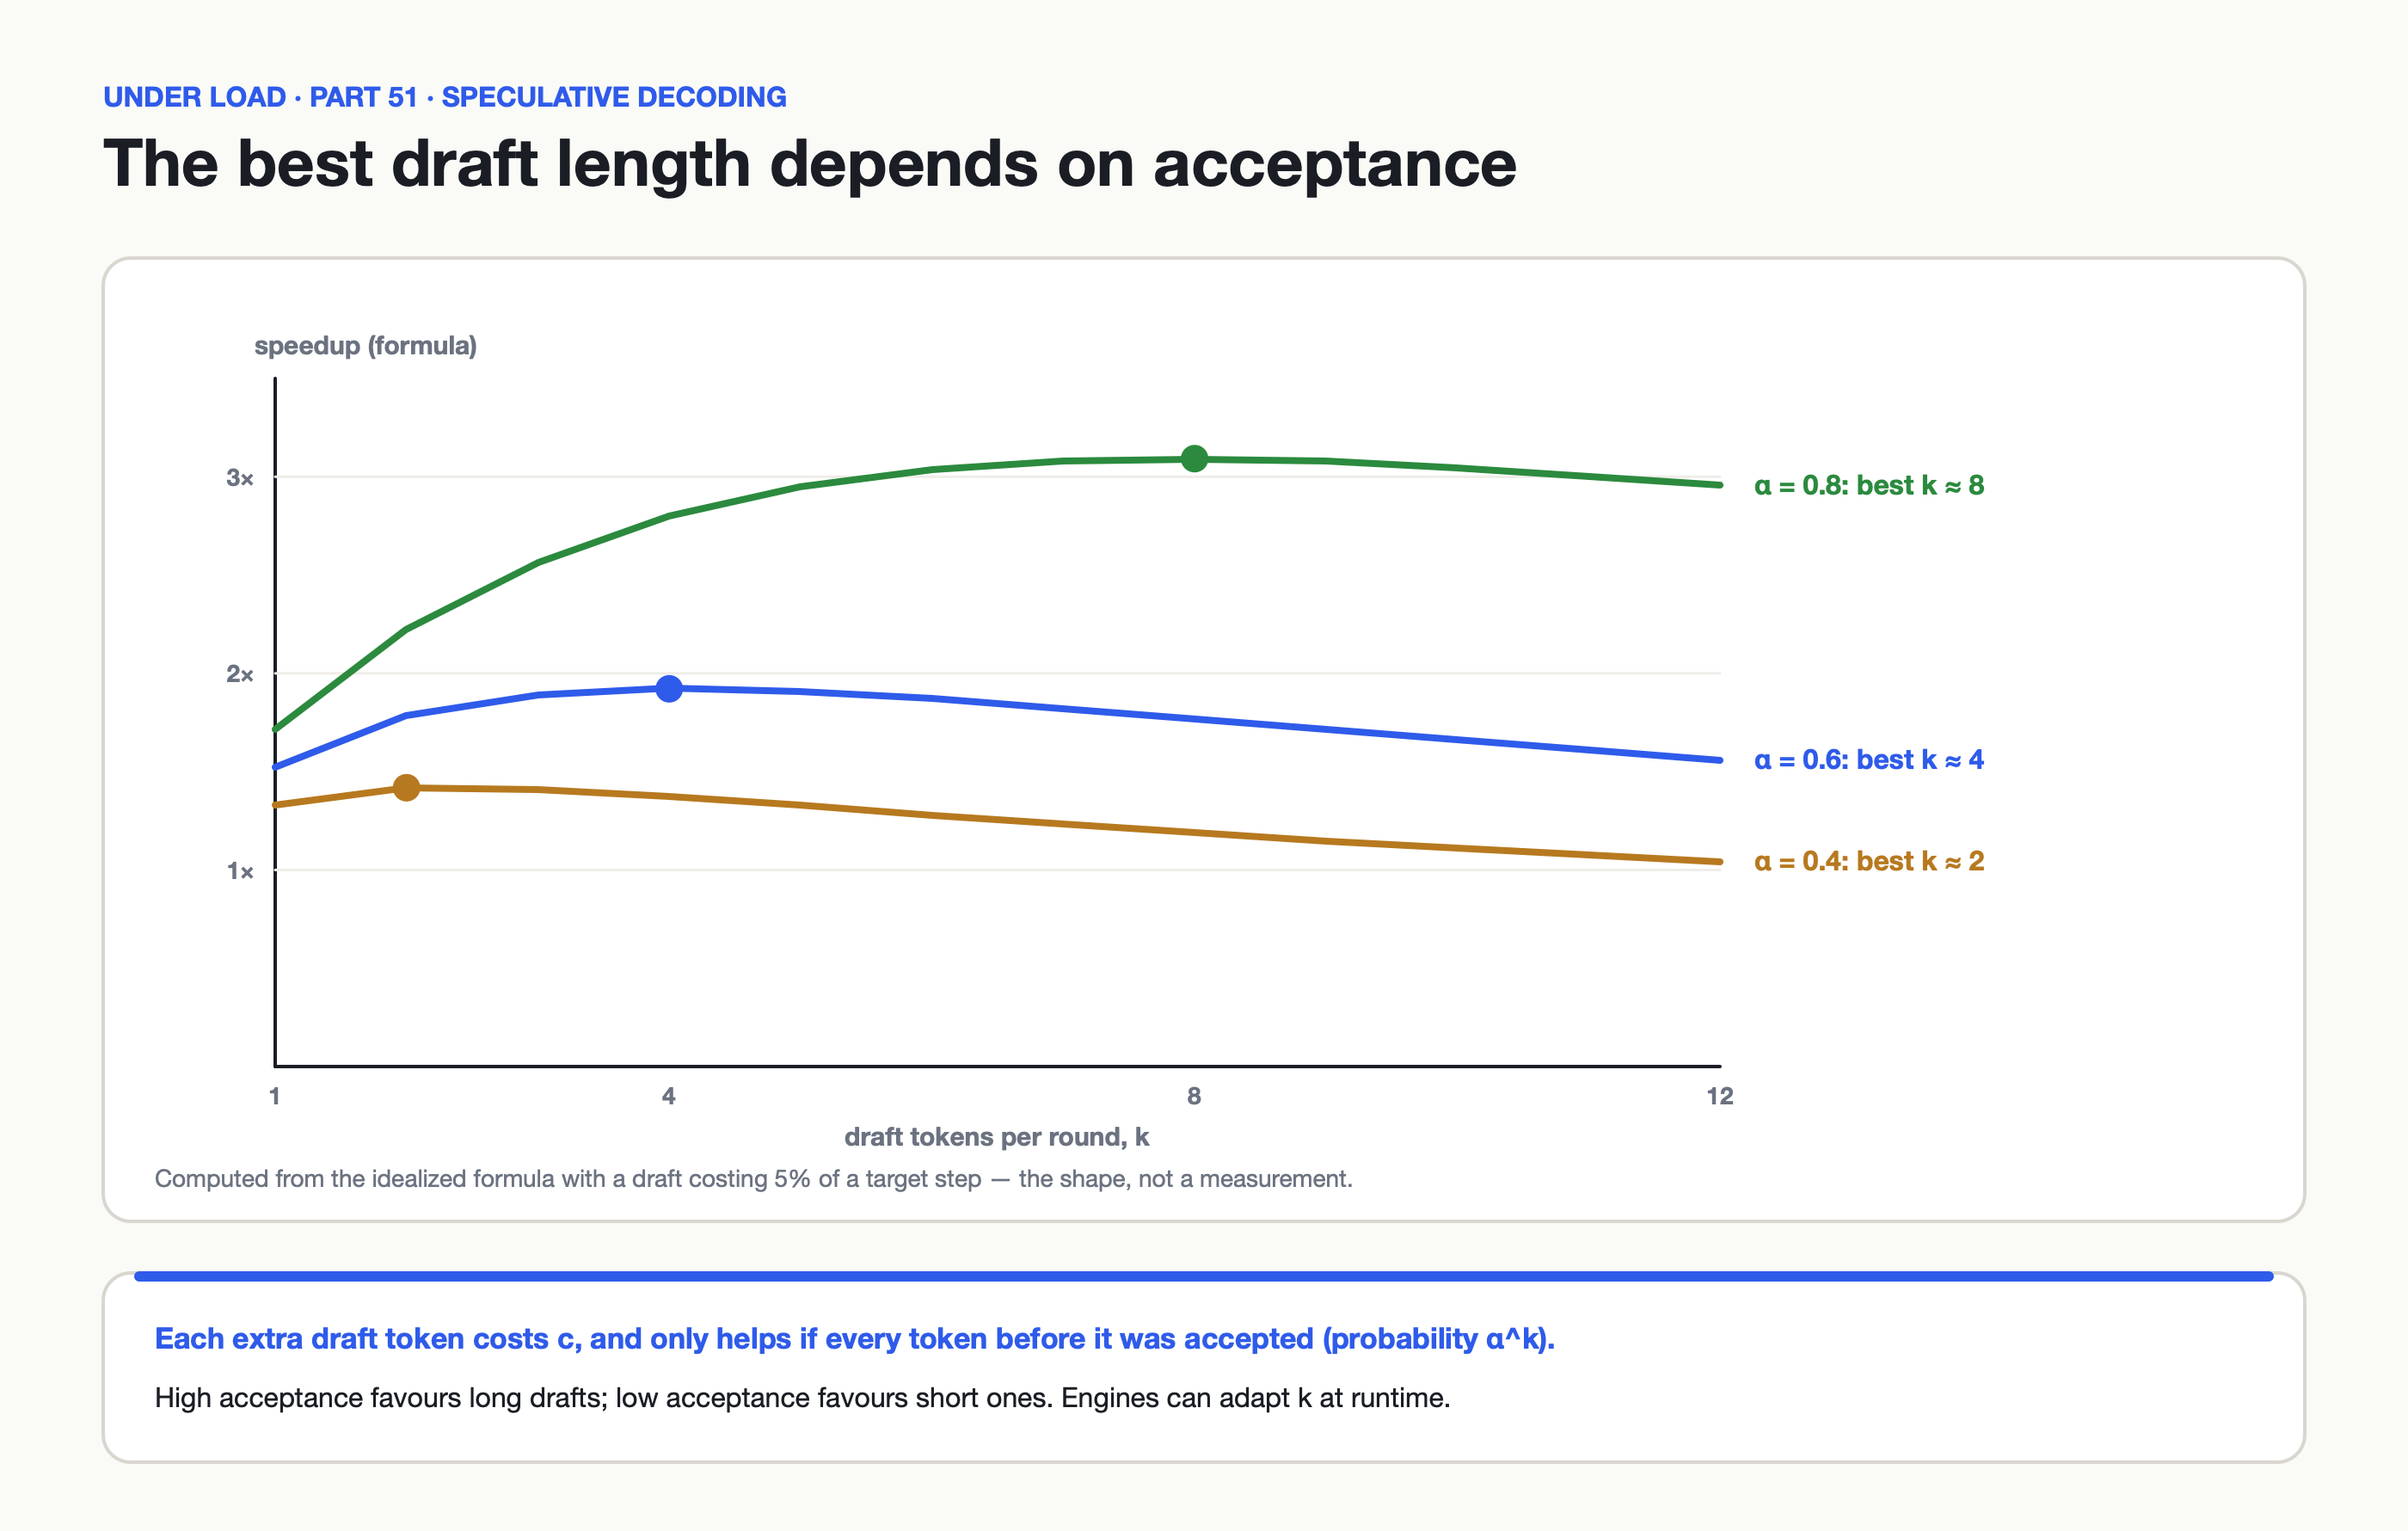 UNDER LOAD · PART 51 · SPECULATIVE DECODING
The best draft length depends on acceptance
speedup (formula)
3×
2×
1×
α = 0.8: best k ≈ 8
α = 0.6: best k ≈ 4
α = 0.4: best k ≈ 2
1
4
8
12
draft tokens per round, k
Computed from the idealized formula with a draft costing 5% of a target step — the shape, not a measurement.
Each extra draft token costs c, and only helps if every token before it was accepted (probability α^k).
High acceptance favours long drafts; low acceptance favours short ones. Engines can adapt k at runtime.